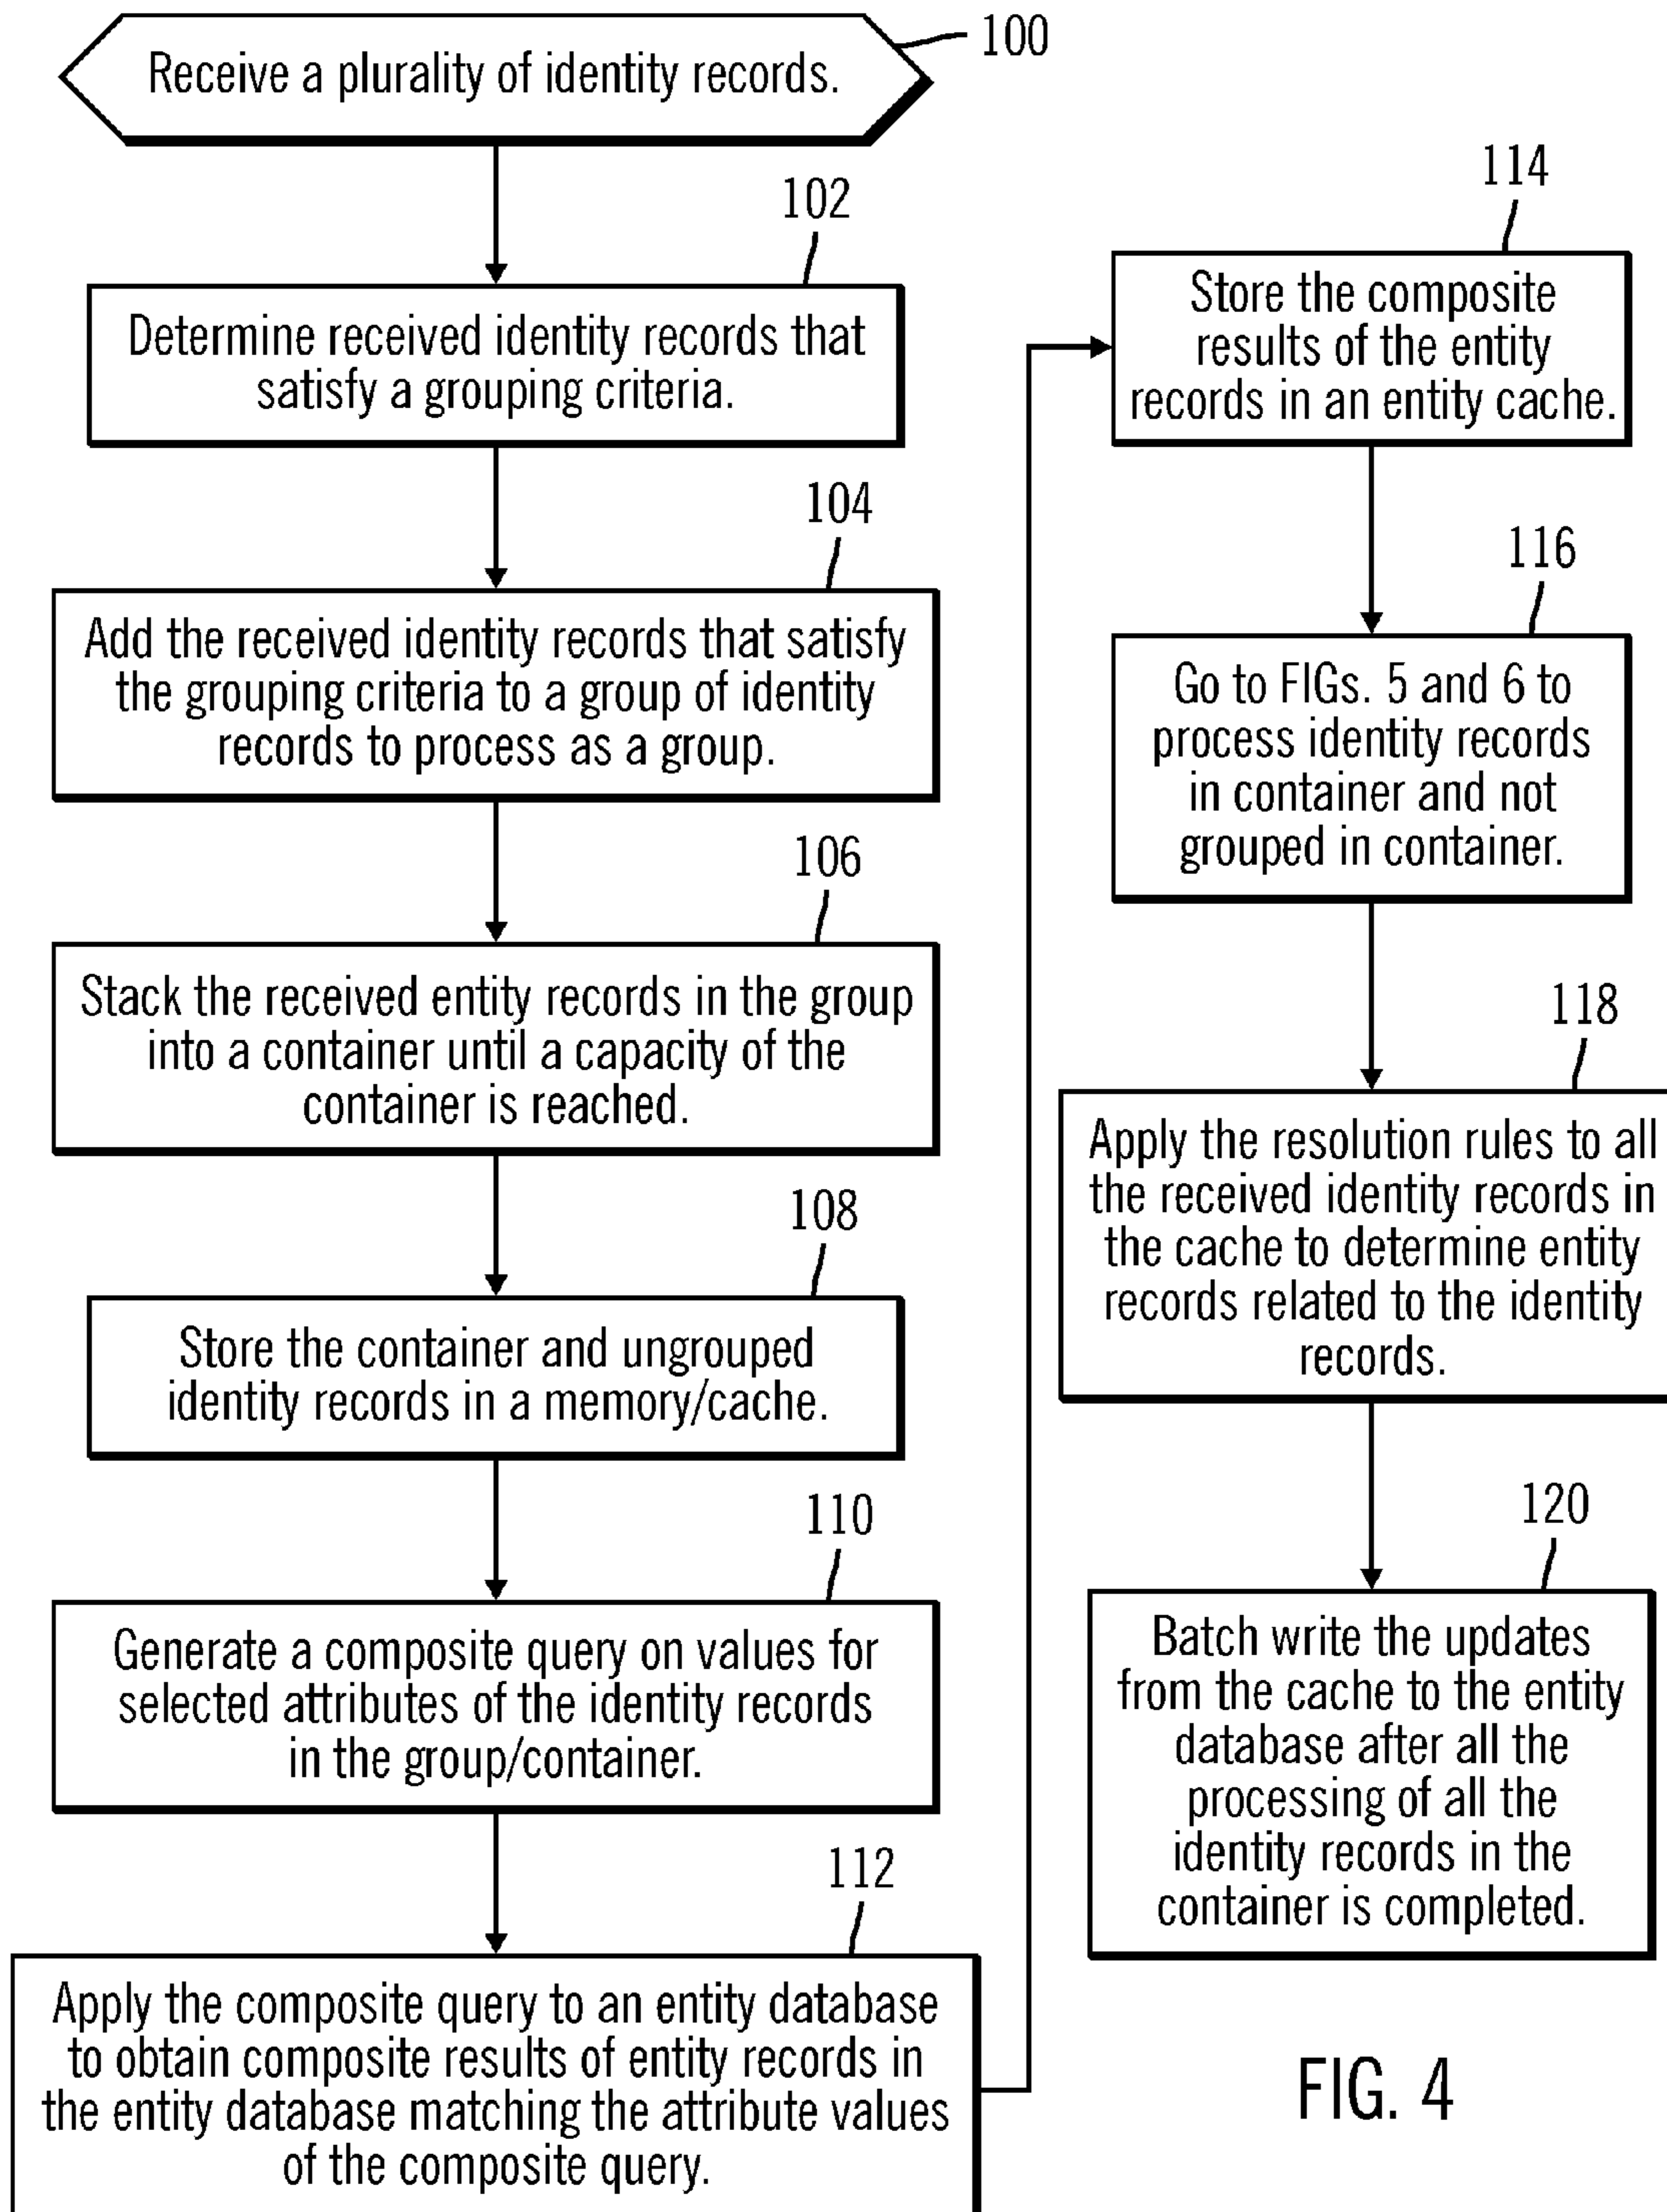 100
Receive a plurality of identity records.
102
Determine received identity records that
satisfy a grouping criteria.
104
Add the received identity records that satisfy
the grouping criteria to a group of identity
records to process as a group.
106
Stack the received entity records in the group
into a container until a capacity of the
container is reached.
108
Store the container and ungrouped
identity records in a memory/cache.
110
Generate a composite query on values for
selected attributes of the identity records
in the group/container.
112
Apply the composite query to an entity database
to obtain composite results of entity records in
the entity database matching the attribute values
of the composite query.
114
Store the composite
results of the entity
records in an entity cache.
116
Go to FIGs. 5 and 6 to
process identity records
in container and not
grouped in container.
118
Apply the resolution rules to all
the received identity records in
the cache to determine entity
records related to the identity
records.
120
Batch write the updates
from the cache to the entity
database after all the
processing of all the
identity records in the
container is completed.
FIG. 4